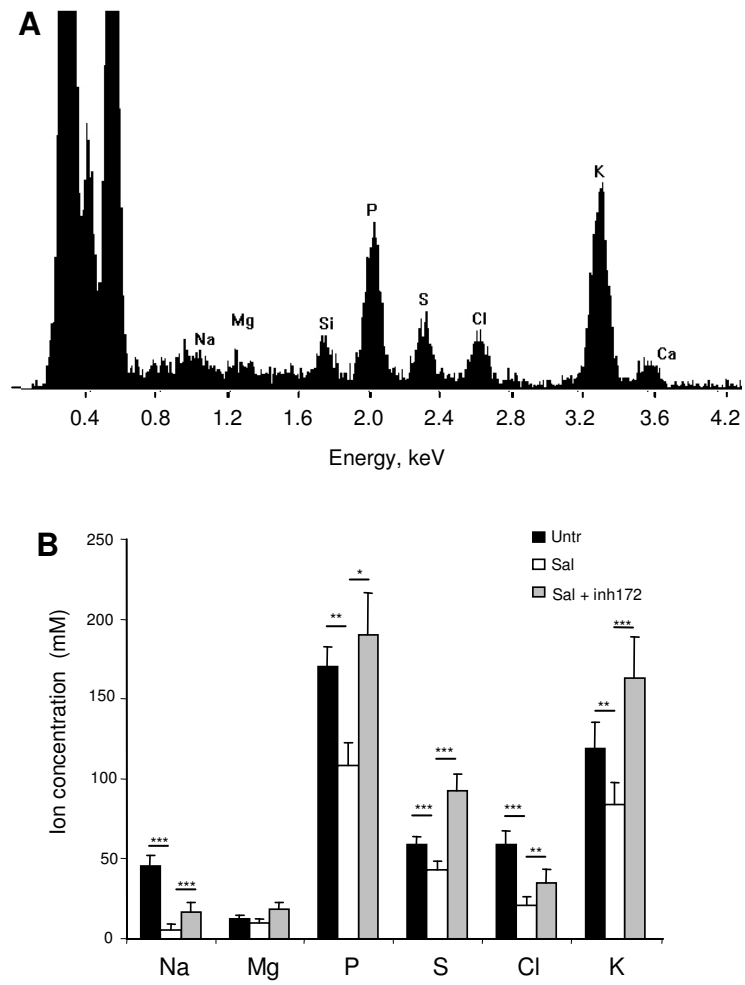 A
K
P
S
Cl
Si
Mg
Na
Ca
0.4 0.8 1.2 1.6 2.0 2.4 2.8 3.2 3.6 4.2
Energy, keV
B
Untr
Sal
Sal + inh172
Ion concentration (mM)
250
200
150
100
50
0
*** *** ** * *** *** *** ** ** ***
Na Mg P S Cl K